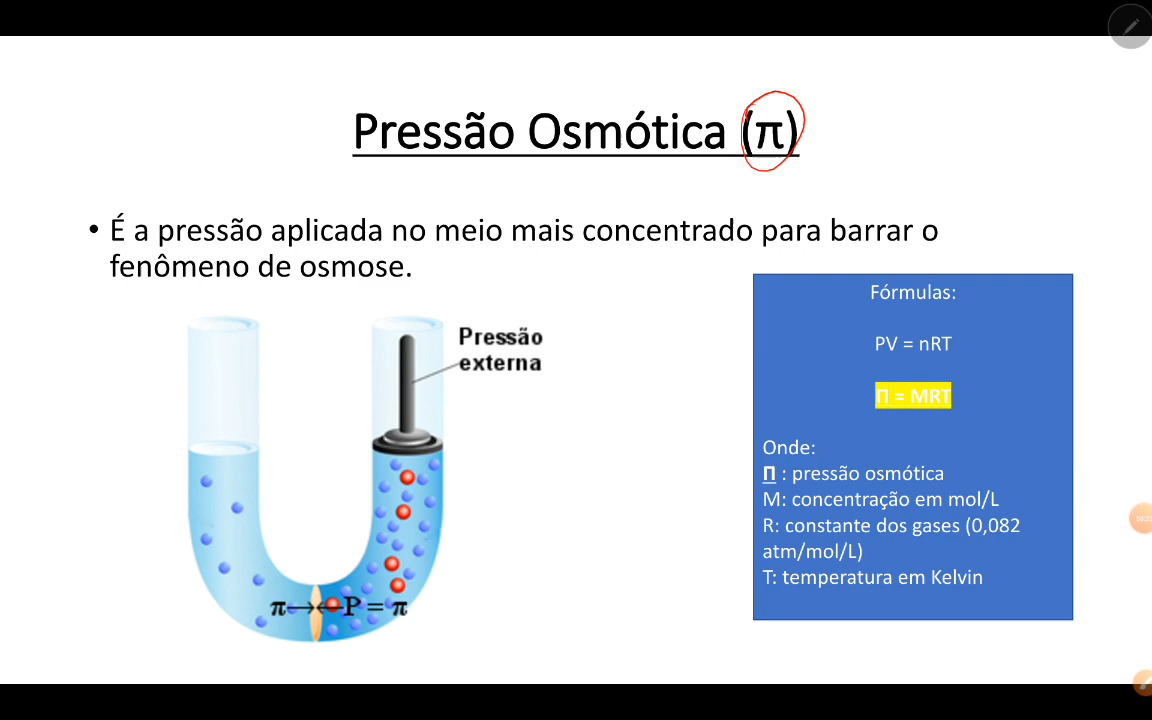 Pressão Osmótica (π)
• É a pressão aplicada no meio mais concentrado para barrar o
fenômeno de osmose.
Pressão
externa
π→←P = π
Fórmulas:
PV = nRT
Π = MRT
Onde:
Π : pressão osmótica
M: concentração em mol/L
R: constante dos gases (0,082
atm/mol/L)
T: temperatura em Kelvin